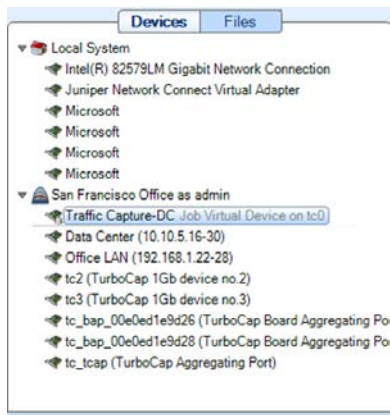 Devices Files
Local System
Intel(R) 82579LM Gigabit Network Connection
Juniper Network Connect Virtual Adapter
Microsoft
Microsoft
Microsoft
Microsoft
San Francisco Office as admin
Traffic Capture-DC Job Virtual Device on tc0
Data Center (10.10.5.16-30)
Office LAN (192.168.1.22-28)
tc2 (TurboCap 1Gb device no.2)
tc3 (TurboCap 1Gb device no.3)
tc_bap_00e0ed1e9d26 (TurboCap Board Aggregating Po
tc_bap_00e0ed1e9d28 (TurboCap Board Aggregating Po
tc_tcap (TurboCap Aggregating Port)